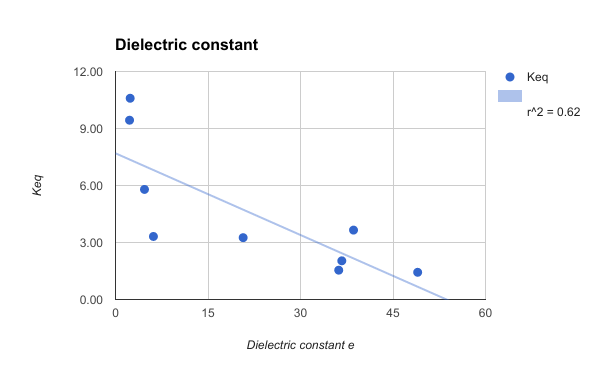 Dielectric constant
12.00
9.00
6.00
3.00
0.00
Keq
0
15
30
45
60
Dielectric constant e
Keq
r^2 = 0.62